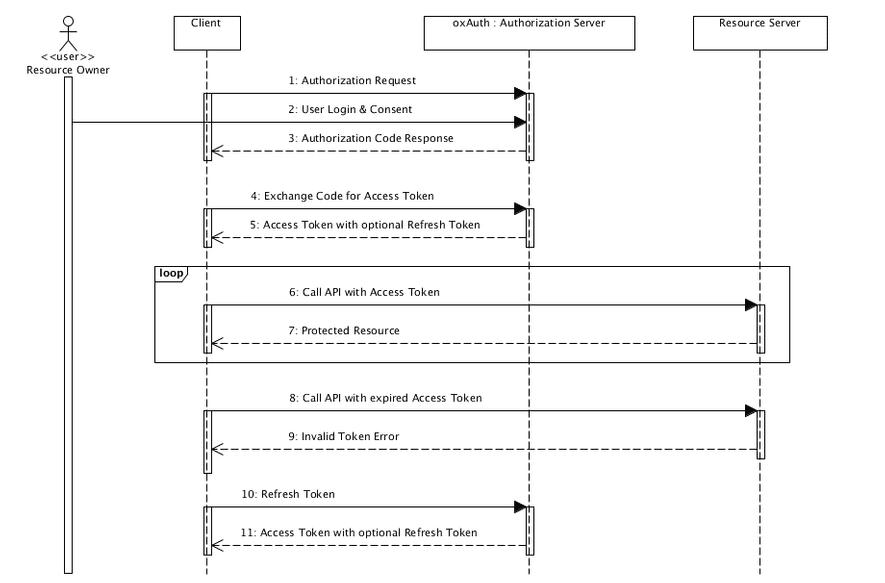 Client
oxAuth : Authorization Server
Resource Server
<<user>>
Resource Owner
1: Authorization Request
2: User Login & Consent
3: Authorization Code Response
4: Exchange Code for Access Token
5: Access Token with optional Refresh Token
loop
6: Call API with Access Token
7: Protected Resource
8: Call API with expired Access Token
9: Invalid Token Error
10: Refresh Token
11: Access Token with optional Refresh Token